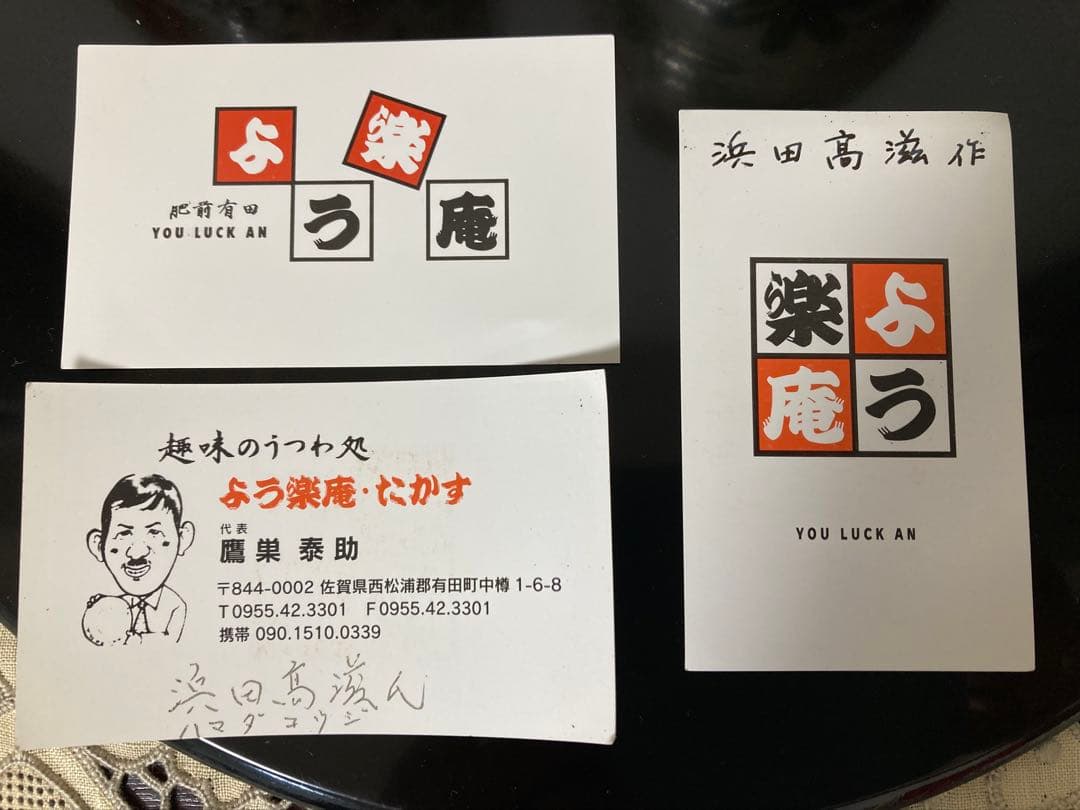 よう楽庵
肥前有田
YOU LUCK AN
趣味のうつわ処
よう楽庵・たかす
代表
鷹巣 泰助
〒844-0002 佐賀県西松浦郡有田町中樽 1-6-8
T 0955.42.3301 F 0955.42.3301
携帯 090.1510.0339
浜田高滋ん
ハマダコウジ
浜田高滋作
よう
楽庵
YOU LUCK AN